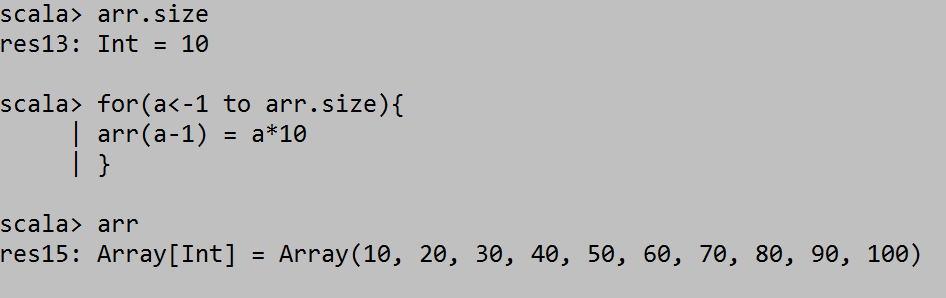 scala> arr.size
res13: Int = 10
scala> for(a<-1 to arr.size){
| arr(a-1) = a*10
| }
scala> arr
res15: Array[Int] = Array(10, 20, 30, 40, 50, 60, 70, 80, 90, 100)